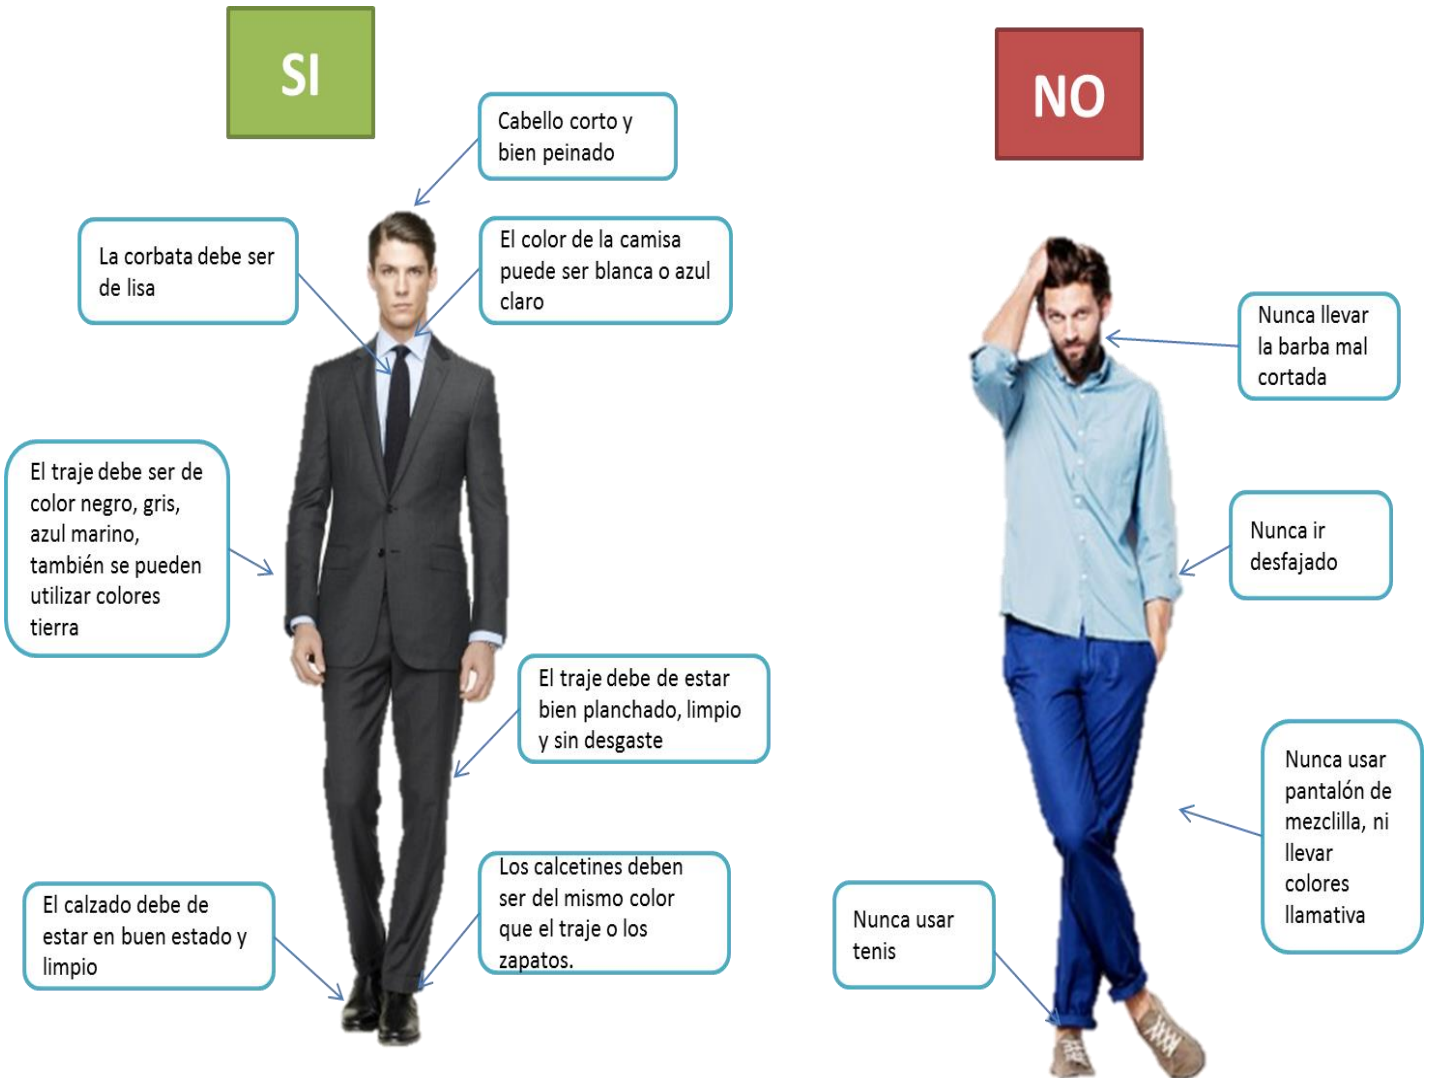 SI
NO
Cabello corto y
bien peinado
La corbata debe ser
de lisa
El color de la camisa
puede ser blanca o azul
claro
El traje debe ser de
color negro, gris,
azul marino,
también se pueden
utilizar colores
tierra
El traje debe de estar
bien planchado, limpio
y sin desgaste
El calzado debe de
estar en buen estado y
limpio
Los calcetines deben
ser del mismo color
que el traje o los
zapatos.
Nunca llevar
la barba mal
cortada
Nunca ir
desfajado
Nunca usar
pantalón de
mezclilla, ni
llevar
colores
llamativa
Nunca usar
tenis